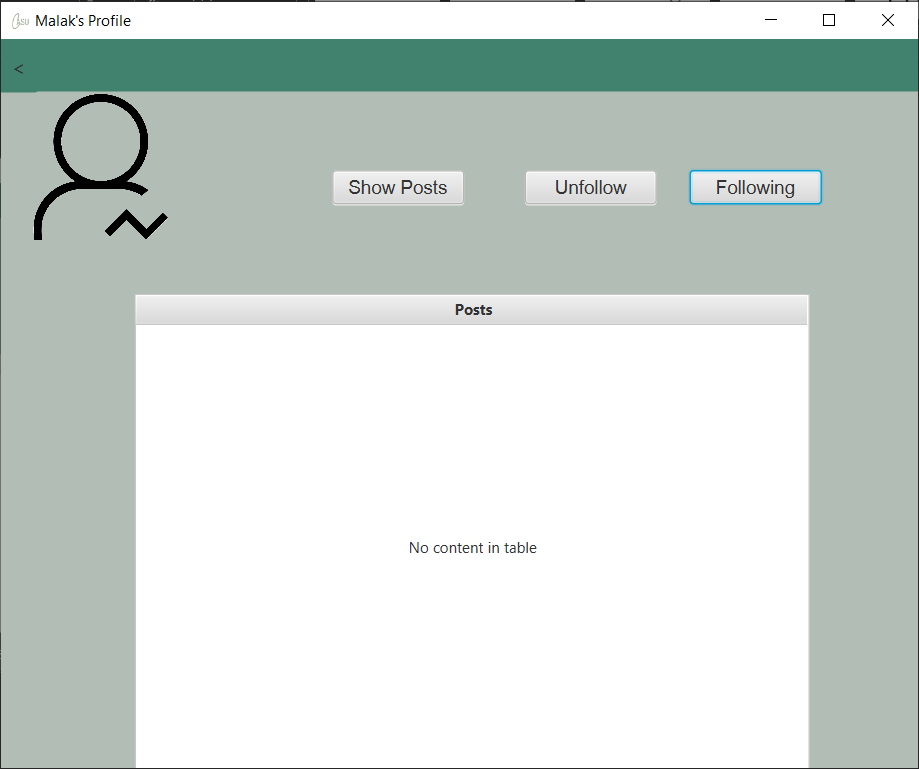 Malak's Profile
<
Show Posts
Unfollow
Following
Posts
No content in table